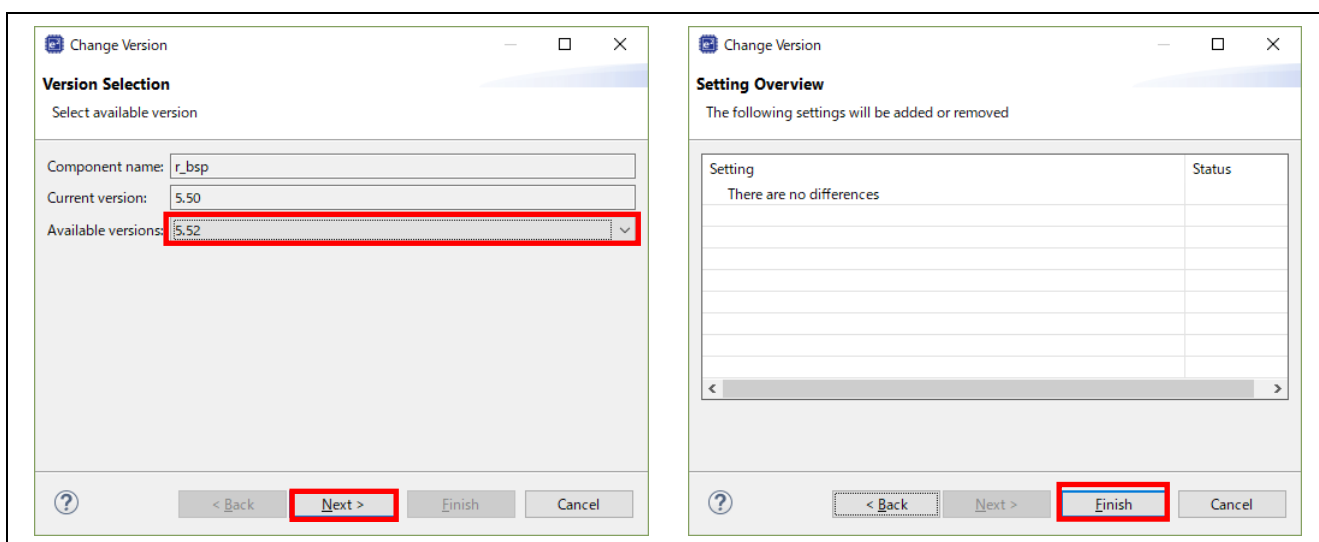 Change Version
Version Selection
Select available version
Component name: r_bsp
Current version: 5.50
Available versions: 5.52
< Back Next > Finish Cancel
Change Version
Setting Overview
The following settings will be added or removed
Setting Status
There are no differences
< Back Next > Finish Cancel